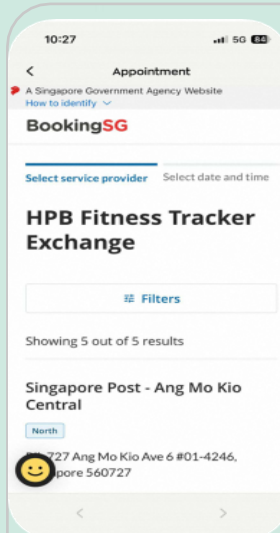 10:27
5G 84
Appointment
A Singapore Government Agency Website
How to identify
BookingSG
Select service provider Select date and time
HPB Fitness Tracker
Exchange
Filters
Showing 5 out of 5 results
Singapore Post - Ang Mo Kio
Central
North
727 Ang Mo Kio Ave 6 #01-4246,
pore 560727